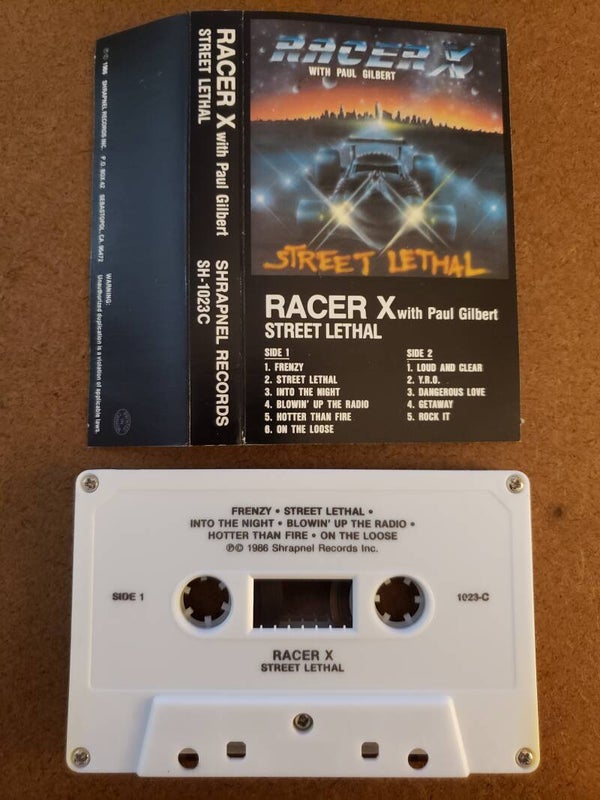 ℗© 1986 SHRAPNEL RECORDS INC. P.O. BOX 42 SEBASTOPOL, CA. 95472
WARNING:
Unauthorized duplication is a violation of applicable laws.
RACER X with Paul Gilbert SHRAPNEL RECORDS
STREET LETHAL SH-1023C
RACER X
WITH PAUL GILBERT
STREET LETHAL
RACER X with Paul Gilbert
STREET LETHAL
SIDE 1
1. FRENZY
2. STREET LETHAL
3. INTO THE NIGHT
4. BLOWIN' UP THE RADIO
5. HOTTER THAN FIRE
6. ON THE LOOSE
SIDE 2
1. LOUD AND CLEAR
2. Y.R.O.
3. DANGEROUS LOVE
4. GETAWAY
5. ROCK IT
FRENZY • STREET LETHAL •
INTO THE NIGHT • BLOWIN' UP THE RADIO •
HOTTER THAN FIRE • ON THE LOOSE
℗© 1986 Shrapnel Records Inc.
SIDE 1
1023-C
RACER X
STREET LETHAL